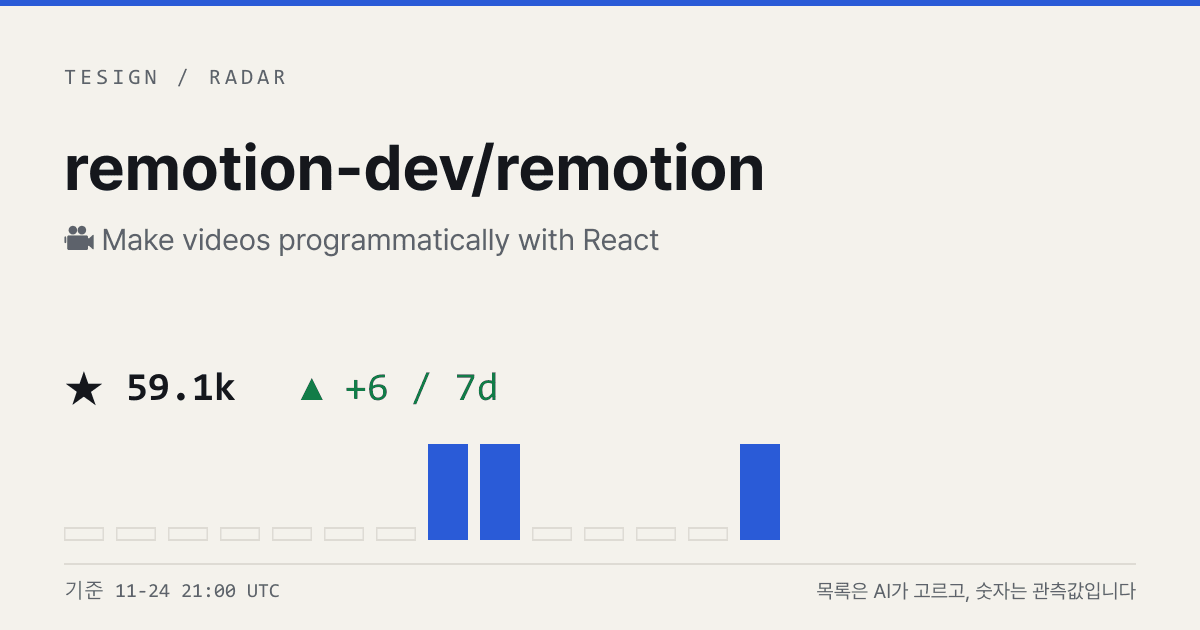 TESIGN / RADAR
remotion-dev/remotion
🎥 Make videos programmatically with React
★ 59.1k ▲ +6 / 7d
기준 11-24 21:00 UTC
목록은 AI가 고르고, 숫자는 관측값입니다